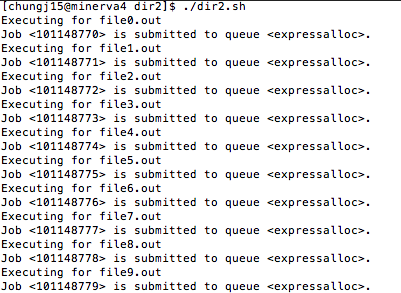 [chungj15@minerva4 dir2]$ ./dir2.sh
Executing for file0.out
Job <101148770> is submitted to queue <expressalloc>.
Executing for file1.out
Job <101148771> is submitted to queue <expressalloc>.
Executing for file2.out
Job <101148772> is submitted to queue <expressalloc>.
Executing for file3.out
Job <101148773> is submitted to queue <expressalloc>.
Executing for file4.out
Job <101148774> is submitted to queue <expressalloc>.
Executing for file5.out
Job <101148775> is submitted to queue <expressalloc>.
Executing for file6.out
Job <101148776> is submitted to queue <expressalloc>.
Executing for file7.out
Job <101148777> is submitted to queue <expressalloc>.
Executing for file8.out
Job <101148778> is submitted to queue <expressalloc>.
Executing for file9.out
Job <101148779> is submitted to queue <expressalloc>.